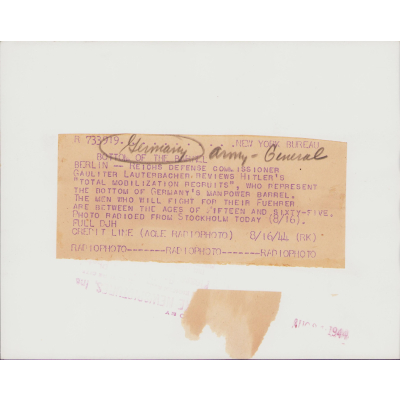 N 733919. Germany NEW YORK BUREAU
BOTTOM OF THE BARREL Army - General
BERLIN -- REICHS DEFENSE COMMISSIONER
GAULITER LAUTERBACHER REVIEWS HITLER'S
"TOTAL MOBILIZATION RECRUITS", WHO REPRESENT
THE BOTTOM OF GERMANY'S MANPOWER BARREL.
THE MEN WHO WILL FIGHT FOR THEIR FUEHRER
ARE BETWEEN THE AGES OF FIFTEEN AND SIXTY-FIVE.
PHOTO RADIOED FROM STOCKHOLM TODAY (8/16).
DJH
CREDIT LINE (ACME RADIOPHOTO) 8/16/44 (RK)
RADIOPHOTO------RADIOPHOTO------RADIOPHOTO
1944